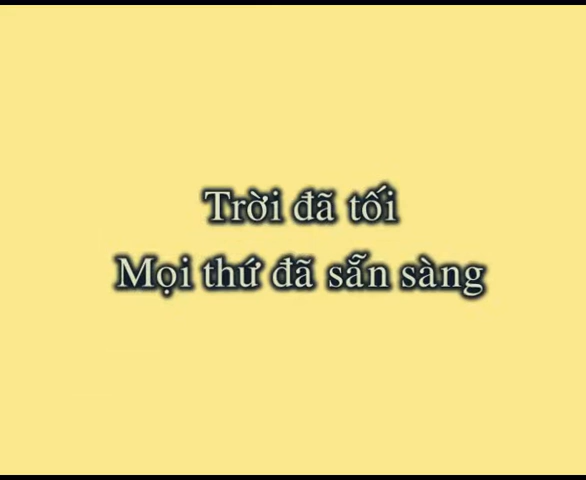 Trời đã tối
Mọi thứ đã sẵn sàng